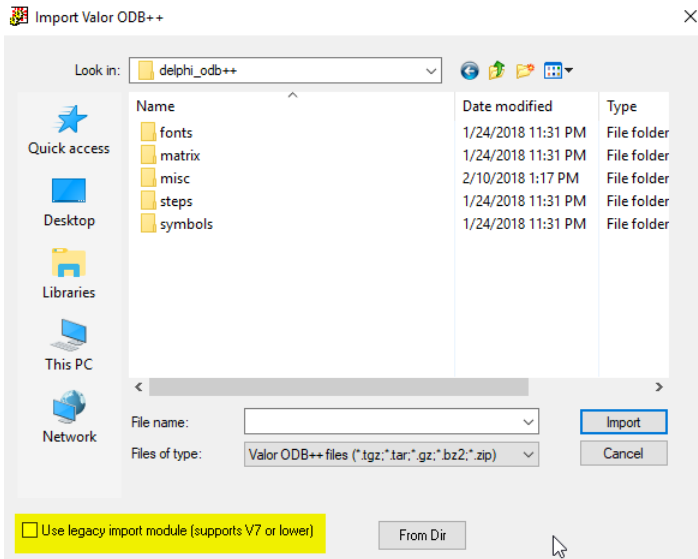 Import Valor ODB++
Look in: delphi_odb++
Name Date modified Type
fonts 1/24/2018 11:31 PM File folder
matrix 1/24/2018 11:31 PM File folder
misc 2/10/2018 1:17 PM File folder
steps 1/24/2018 11:31 PM File folder
symbols 1/24/2018 11:31 PM File folder
Quick access
Desktop
Libraries
This PC
Network
File name: Import
Files of type: Valor ODB++ files (*.tgz;*.tar;*.gz;*.bz2;*.zip) Cancel
Use legacy import module (supports V7 or lower) From Dir